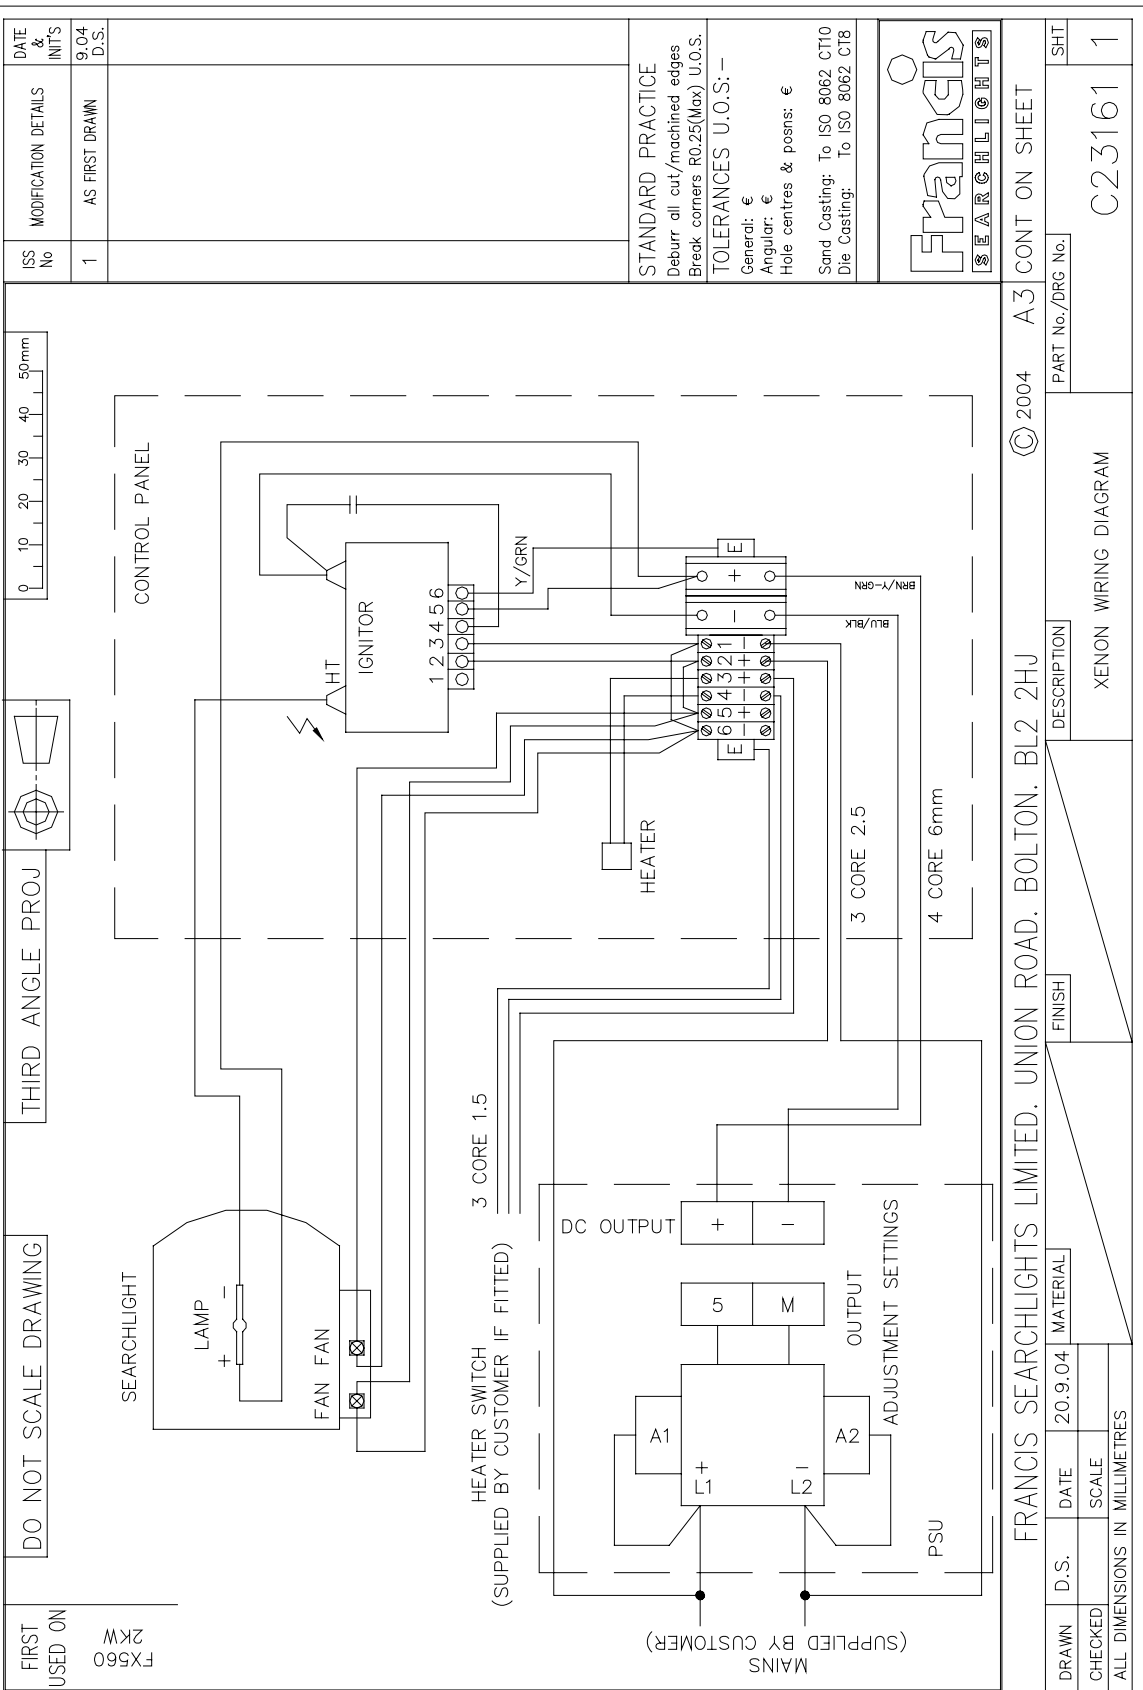 FIRST
USED ON
FX560
2KW
DO NOT SCALE DRAWING
THIRD ANGLE PROJ
0 10 20 30 40 50mm
ISS
No
MODIFICATION DETAILS
DATE
&
INIT'S
1
AS FIRST DRAWN
9.04
D.S.
SEARCHLIGHT
LAMP
+ -
FAN FAN
CONTROL PANEL
HT
IGNITOR
1 2 3 4 5 6
Y/GRN
HEATER
E 6 5 4 3 2 1 - + E
- + - + + -
BLU/BLK
BRN/Y-GRN
3 CORE 2.5
4 CORE 6mm
3 CORE 1.5
HEATER SWITCH
(SUPPLIED BY CUSTOMER IF FITTED)
DC OUTPUT
+ -
5 M
OUTPUT
ADJUSTMENT SETTINGS
A1
A2
+
L1
-
L2
PSU
MAINS
(SUPPLIED BY CUSTOMER)
STANDARD PRACTICE
Deburr all cut/machined edges
Break corners R0.25(Max) U.O.S.
TOLERANCES U.O.S:-
General: €
Angular: €
Hole centres & posns: €
Sand Casting: To ISO 8062 CT10
Die Casting: To ISO 8062 CT8
Francis
SEARCHLIGHTS
FRANCIS SEARCHLIGHTS LIMITED. UNION ROAD. BOLTON. BL2 2HJ
© 2004
A3
CONT ON SHEET
DRAWN
D.S.
DATE
20.9.04
CHECKED
SCALE
ALL DIMENSIONS IN MILLIMETRES
MATERIAL
FINISH
DESCRIPTION
XENON WIRING DIAGRAM
PART No./DRG No.
C23161
SHT
1